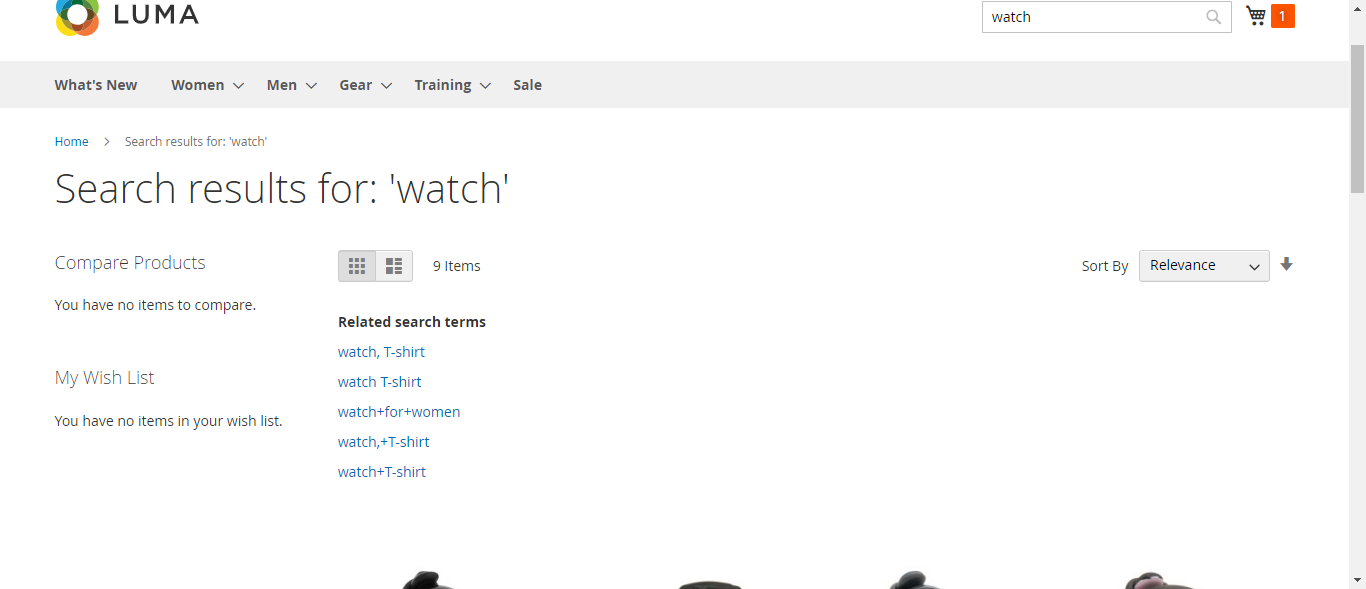 LUMA
watch
1
What's New Women Men Gear Training Sale
Home Search results for: 'watch'
Search results for: 'watch'
Compare Products
You have no items to compare.
My Wish List
You have no items in your wish list.
9 Items
Sort By Relevance
Related search terms
watch, T-shirt
watch T-shirt
watch+for+women
watch,+T-shirt
watch+T-shirt